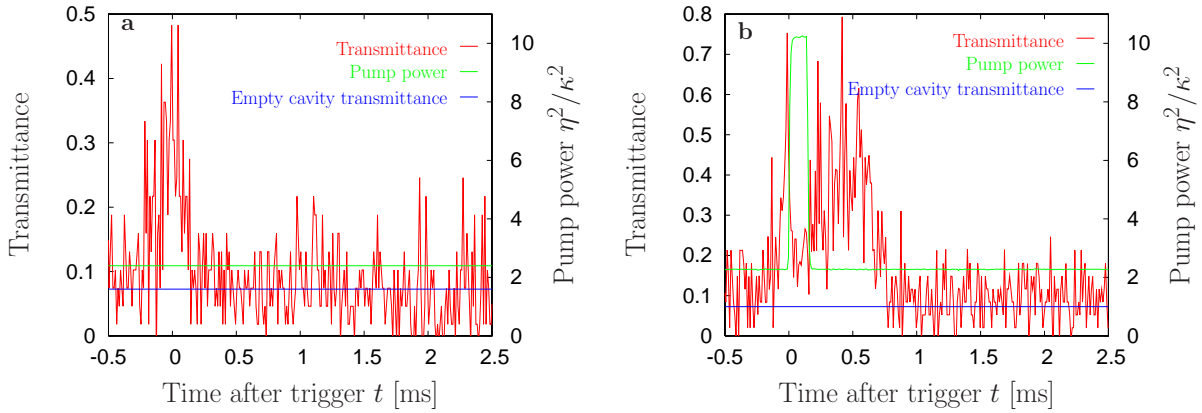 a
Transmittance
Pump power
Empty cavity transmittance
0.5
0.4
0.3
0.2
0.1
0
10
8
6
4
2
0
-0.5 0 0.5 1 1.5 2 2.5
Transmittance
Pump power η²/κ²
Time after trigger t [ms]
b
Transmittance
Pump power
Empty cavity transmittance
0.8
0.7
0.6
0.5
0.4
0.3
0.2
0.1
0
10
8
6
4
2
0
-0.5 0 0.5 1 1.5 2 2.5
Transmittance
Pump power η²/κ²
Time after trigger t [ms]